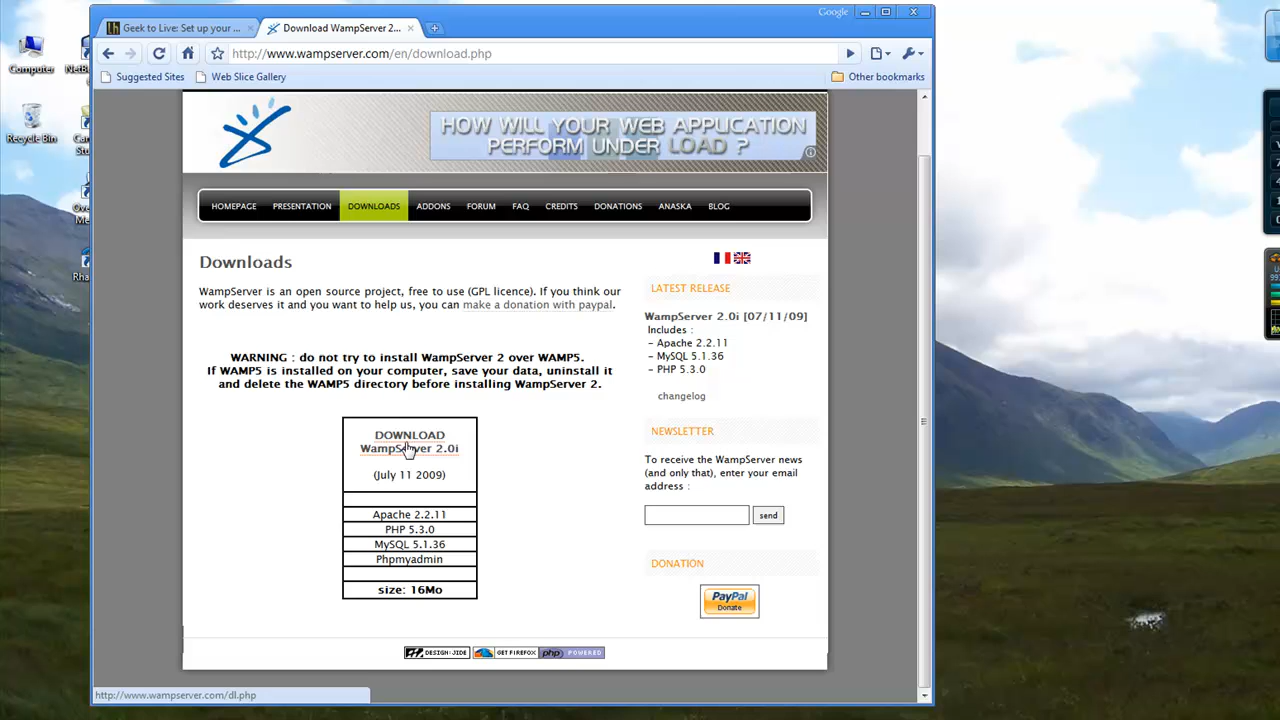 Google
Geek to Live: Set up your ...
Download WampServer 2...
http://www.wampserver.com/en/download.php
Suggested Sites
Web Slice Gallery
Other bookmarks
Computer
Recycle Bin
HOW WILL YOUR WEB APPLICATION
PERFORM UNDER LOAD ?
HOMEPAGE PRESENTATION DOWNLOADS ADDONS FORUM FAQ CREDITS DONATIONS ANASKA BLOG
Downloads
WampServer is an open source project, free to use (GPL licence). If you think our
work deserves it and you want to help us, you can make a donation with paypal.
WARNING : do not try to install WampServer 2 over WAMP5.
If WAMP5 is installed on your computer, save your data, uninstall it
and delete the WAMP5 directory before installing WampServer 2.
DOWNLOAD
WampServer 2.0i
(July 11 2009)
Apache 2.2.11
PHP 5.3.0
MySQL 5.1.36
Phpmyadmin
size: 16Mo
LATEST RELEASE
WampServer 2.0i [07/11/09]
Includes :
- Apache 2.2.11
- MySQL 5.1.36
- PHP 5.3.0
changelog
NEWSLETTER
To receive the WampServer news
(and only that), enter your email
address :
send
DONATION
PayPal
Donate
DESIGN:JIDE
GET FIREFOX
php POWERED
http://www.wampserver.com/dl.php